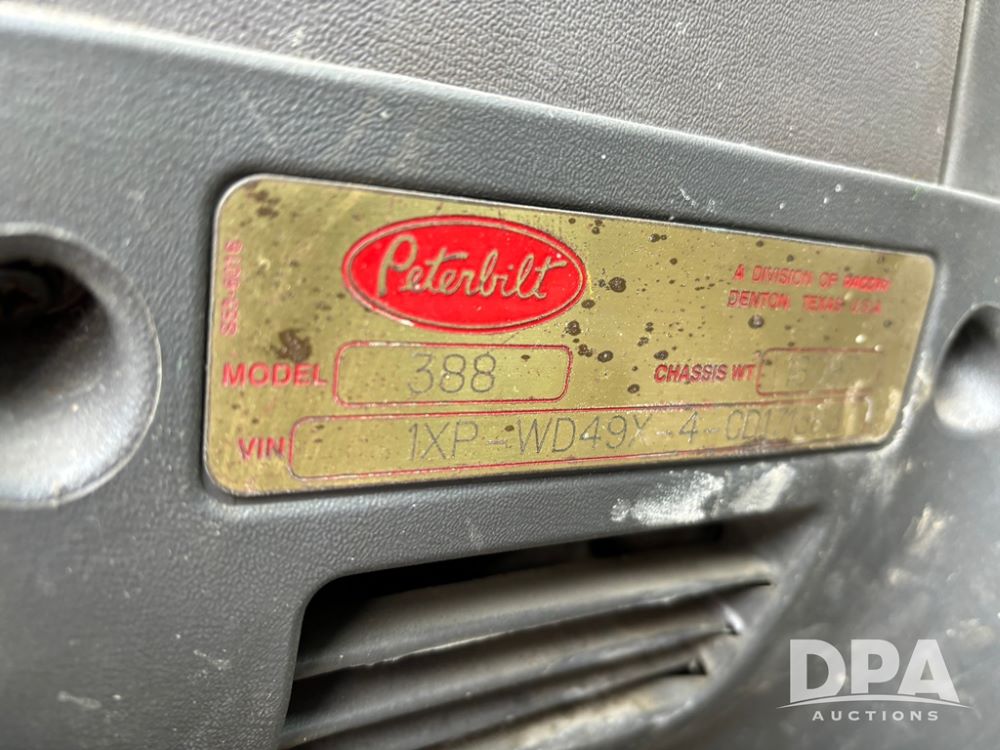 Peterbilt
A DIVISION OF PACCAR
DENTON, TEXAS U.S.A.
MODEL 388 CHASSIS WT
VIN 1XP-WD49X-4-
DPA
AUCTIONS